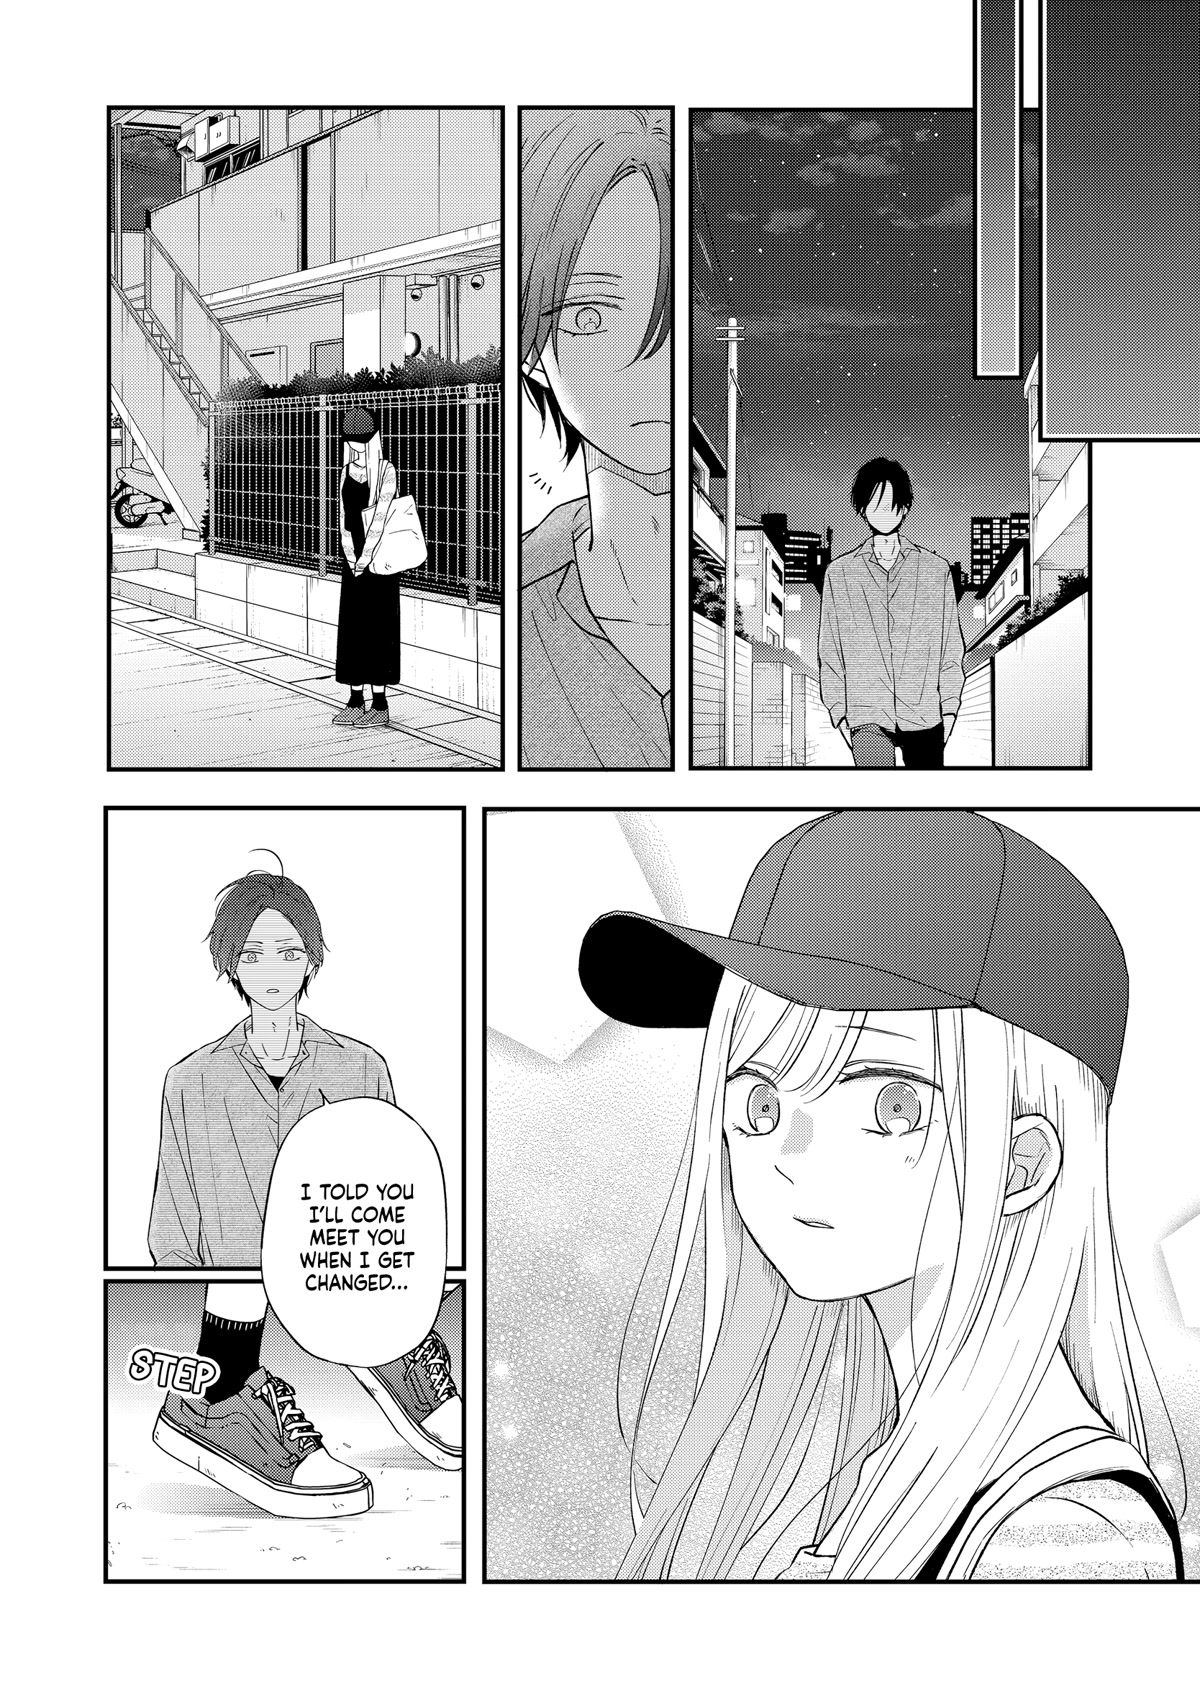 I TOLD YOU
I'LL COME
MEET YOU
WHEN I GET
CHANGED...
STEP